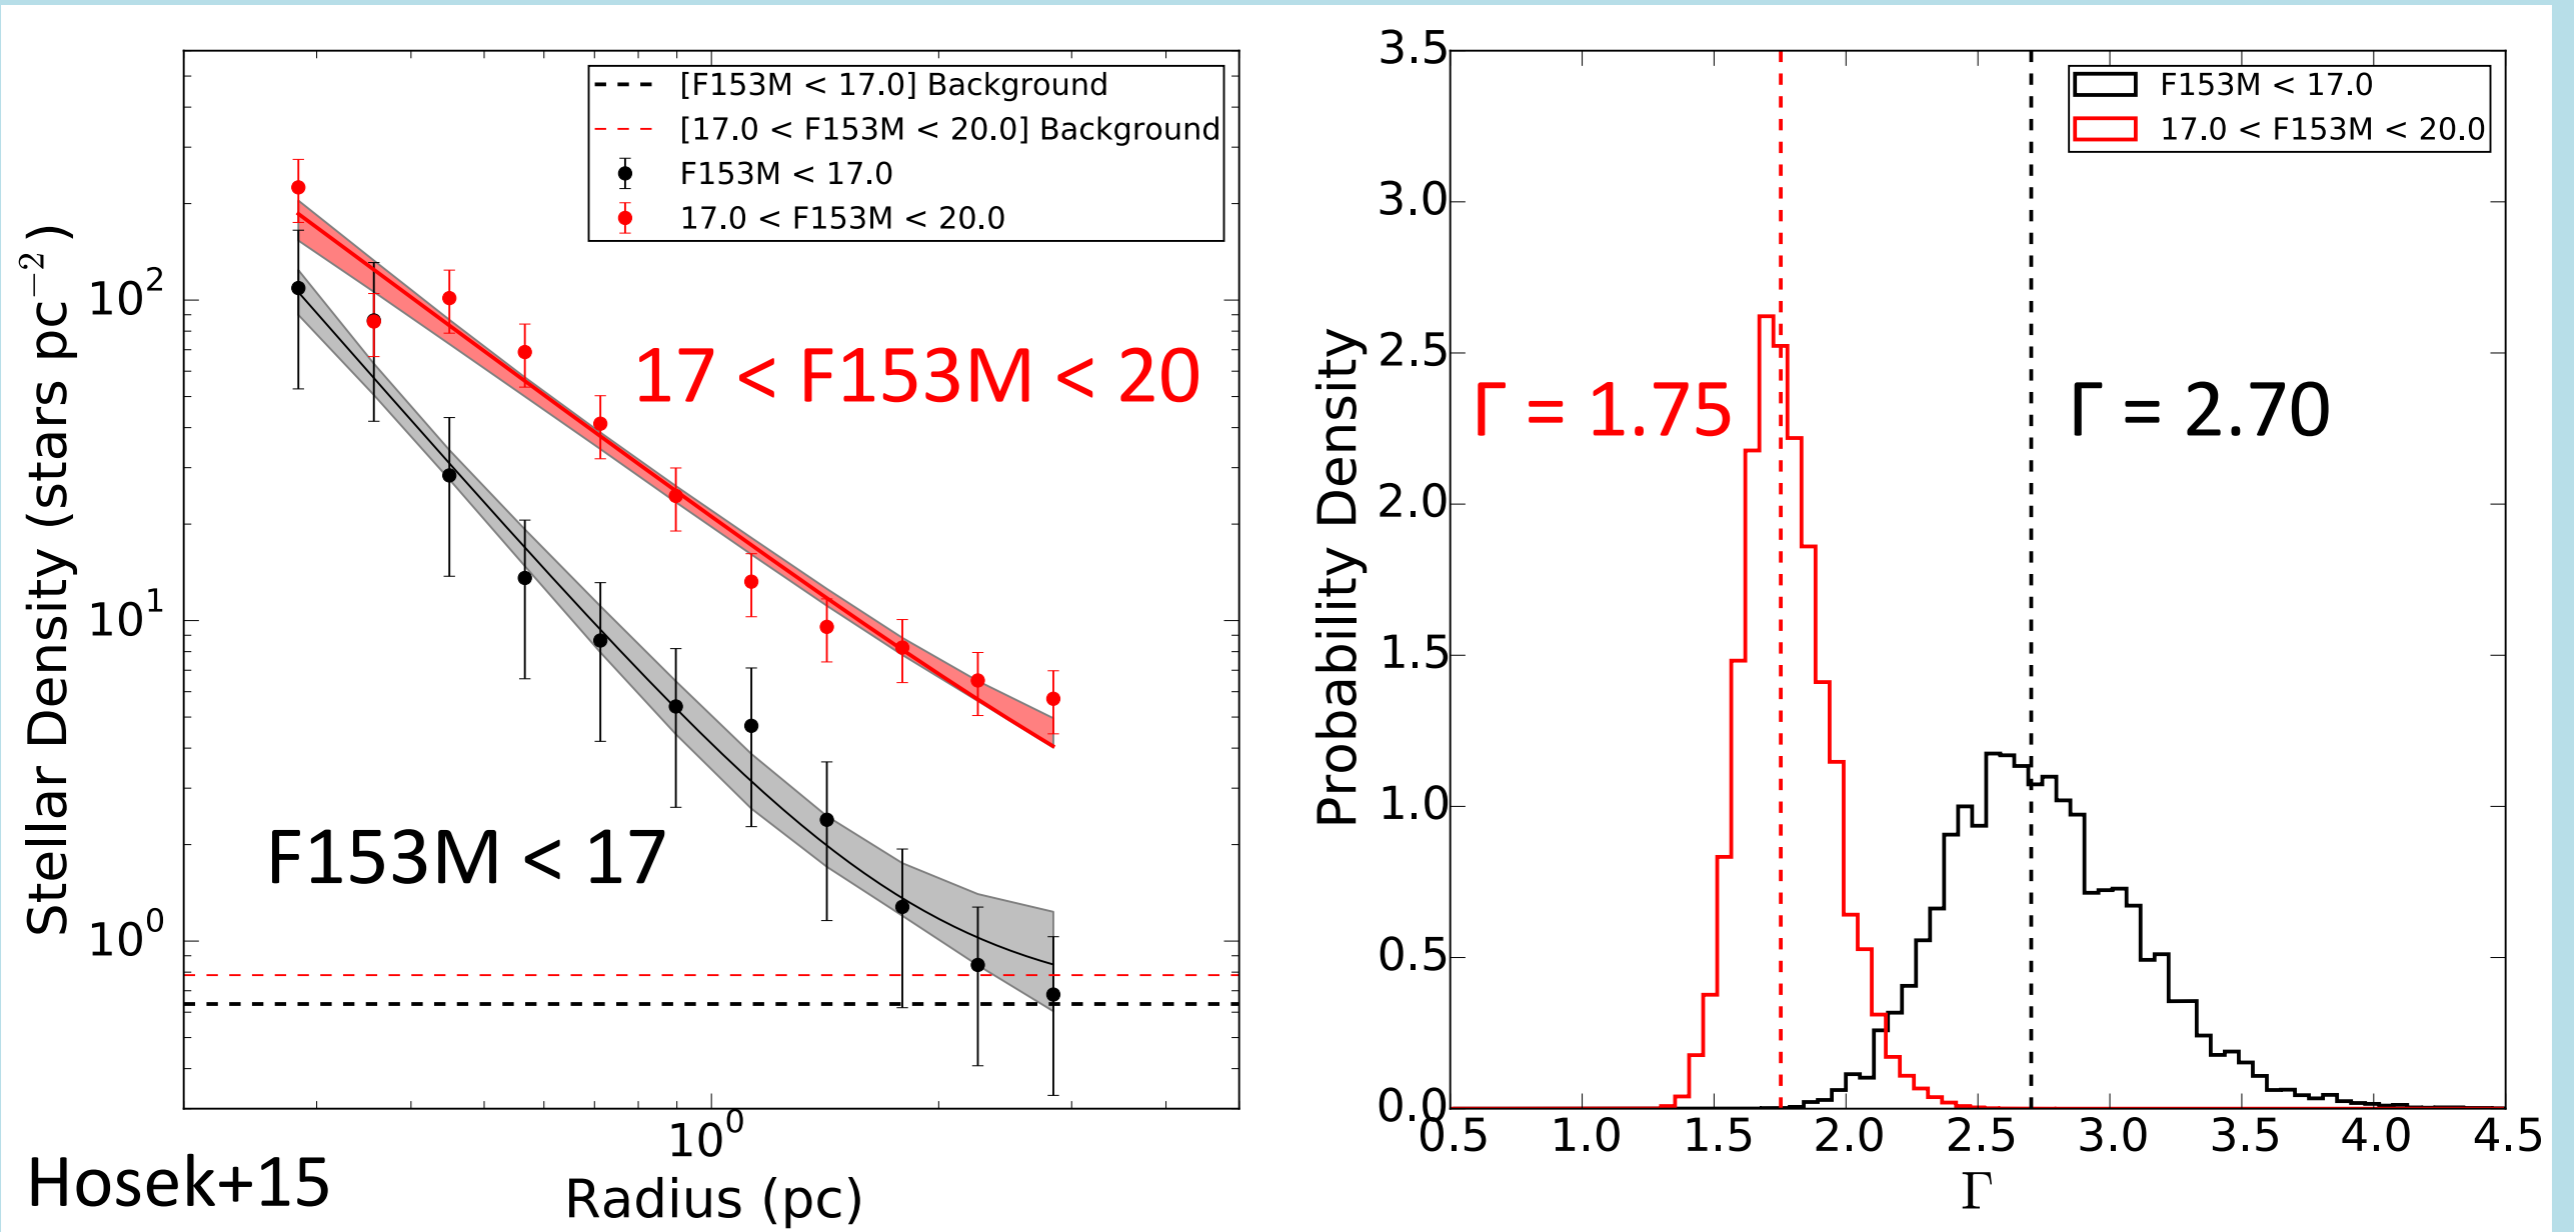 [F153M < 17.0] Background
[17.0 < F153M < 20.0] Background
F153M < 17.0
17.0 < F153M < 20.0
17 < F153M < 20
F153M < 17
Stellar Density (stars pc⁻²)
10²
10¹
10⁰
10⁰
Radius (pc)
Hosek+15
F153M < 17.0
17.0 < F153M < 20.0
Γ = 1.75
Γ = 2.70
Probability Density
3.5
3.0
2.5
2.0
1.5
1.0
0.5
0.0
0.5 1.0 1.5 2.0 2.5 3.0 3.5 4.0 4.5
Γ